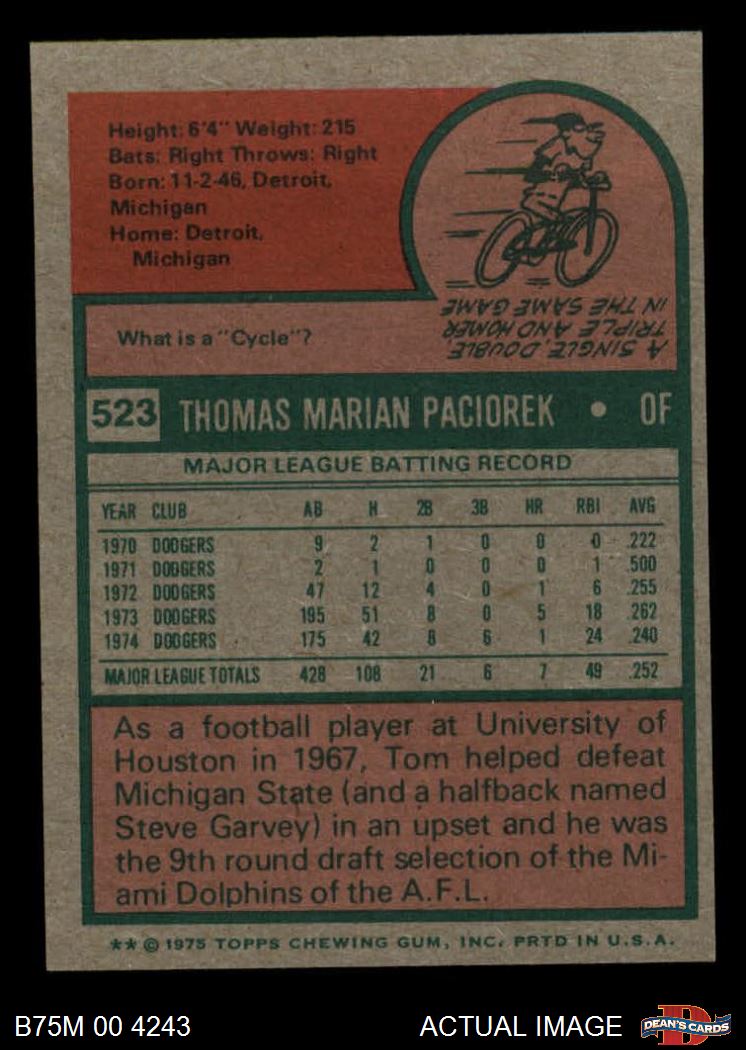 Height: 6'4" Weight: 215
Bats: Right Throws: Right
Born: 11-2-46, Detroit,
Michigan
Home: Detroit,
Michigan
What is a "Cycle"?
A SINGLE, DOUBLE,
TRIPLE AND HOMER
IN THE SAME GAME
523 THOMAS MARIAN PACIOREK • OF
MAJOR LEAGUE BATTING RECORD
YEAR CLUB AB H 2B 3B HR RBI AVG
1970 DODGERS 9 2 1 0 0 0 .222
1971 DODGERS 2 1 0 0 0 1 .500
1972 DODGERS 47 12 4 0 1 6 .255
1973 DODGERS 195 51 8 0 5 18 .262
1974 DODGERS 175 42 8 6 1 24 .240
MAJOR LEAGUE TOTALS 428 108 21 6 7 49 .252
As a football player at University of
Houston in 1967, Tom helped defeat
Michigan State (and a halfback named
Steve Garvey) in an upset and he was
the 9th round draft selection of the Mi-
ami Dolphins of the A.F.L.
** © 1975 TOPPS CHEWING GUM, INC. PRTD IN U.S.A.
B75M 00 4243 ACTUAL IMAGE D DEAN'S CARDS